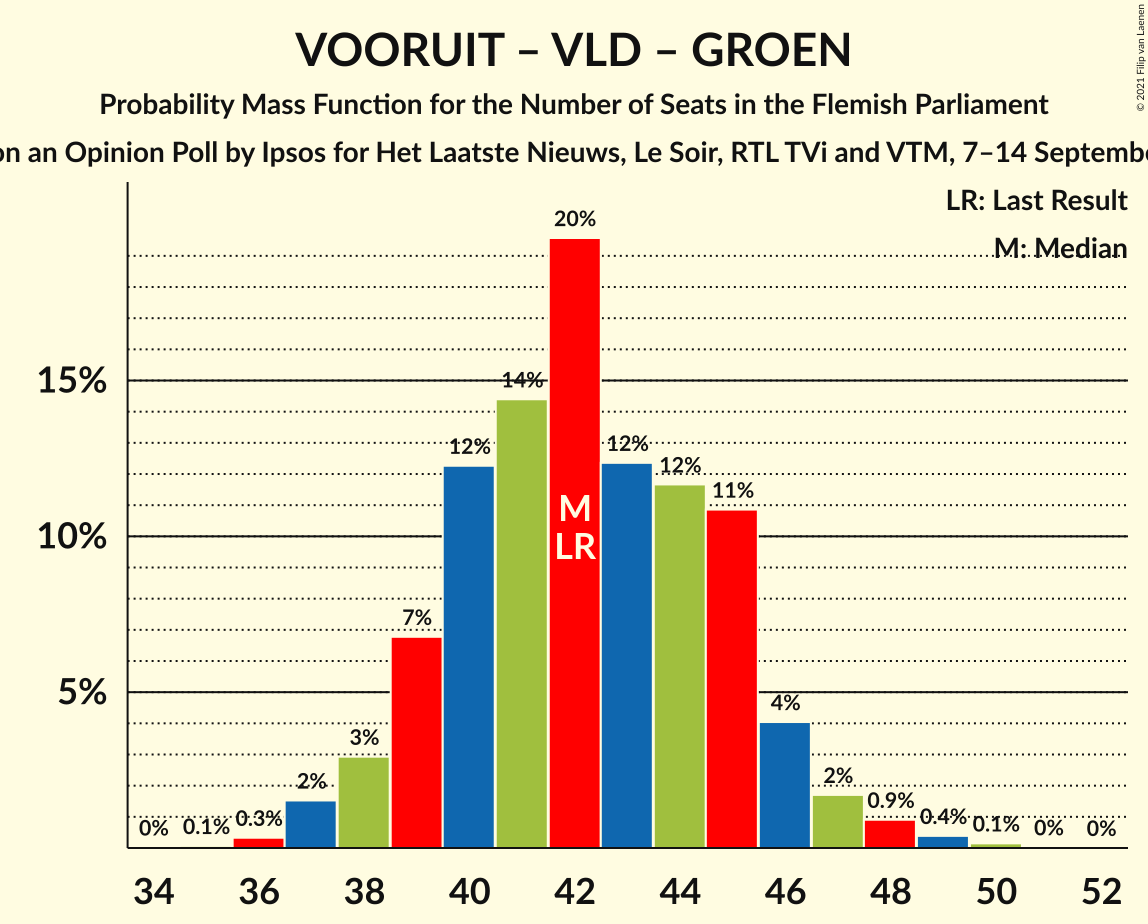 VOORUIT – VLD – GROEN
Probability Mass Function for the Number of Seats in the Flemish Parliament
on an Opinion Poll by Ipsos for Het Laatste Nieuws, Le Soir, RTL TVi and VTM, 7–14 Septembe
© 2021 Filip van Laenen
LR: Last Result
M: Median
20%
15%
14%
12%
12%
12%
11%
M
LR
10%
7%
5%
4%
3%
2%
2%
0.9%
0%
0.1%
0.3%
0.4%
0.1%
0%
0%
34 36 38 40 42 44 46 48 50 52